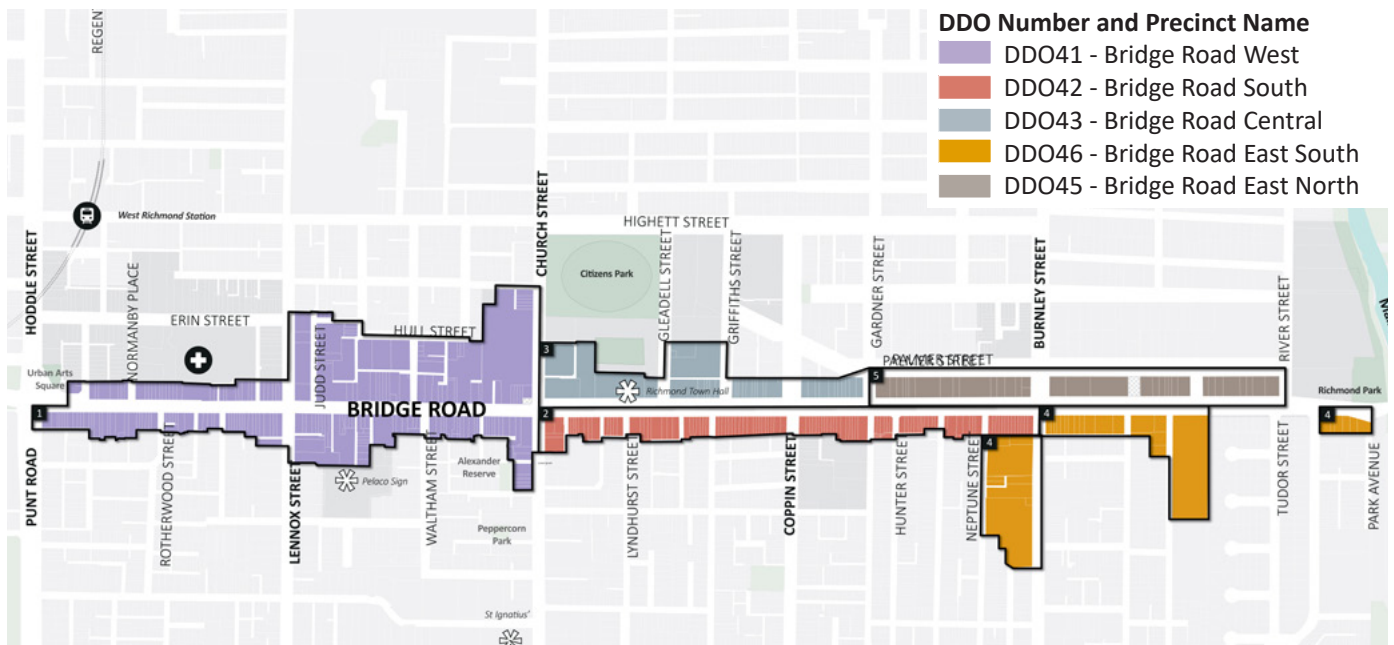 DDO Number and Precinct Name
DDO41 - Bridge Road West
DDO42 - Bridge Road South
DDO43 - Bridge Road Central
DDO46 - Bridge Road East South
DDO45 - Bridge Road East North
REGENT
West Richmond Station
HODDLE STREET
NORMANBY PLACE
ERIN STREET
Urban Arts
Square
JUDD STREET
HULL STREET
CHURCH STREET
HIGHETT STREET
Citizens Park
GLEADELL STREET
GRIFFITHS STREET
GARDNER STREET
BURNLEY STREET
RIVER STREET
PALMER STREET
PALMER STREET
Richmond Town Hall
Richmond Park
BRIDGE ROAD
1
2
3
4
4
4
5
PUNT ROAD
ROTHERWOOD STREET
LENNOX STREET
Pelaco Sign
WALTHAM STREET
Alexander
Reserve
Peppercorn
Park
LYNDHURST STREET
COPPIN STREET
HUNTER STREET
NEPTUNE STREET
TUDOR STREET
PARK AVENUE
St Ignatius'